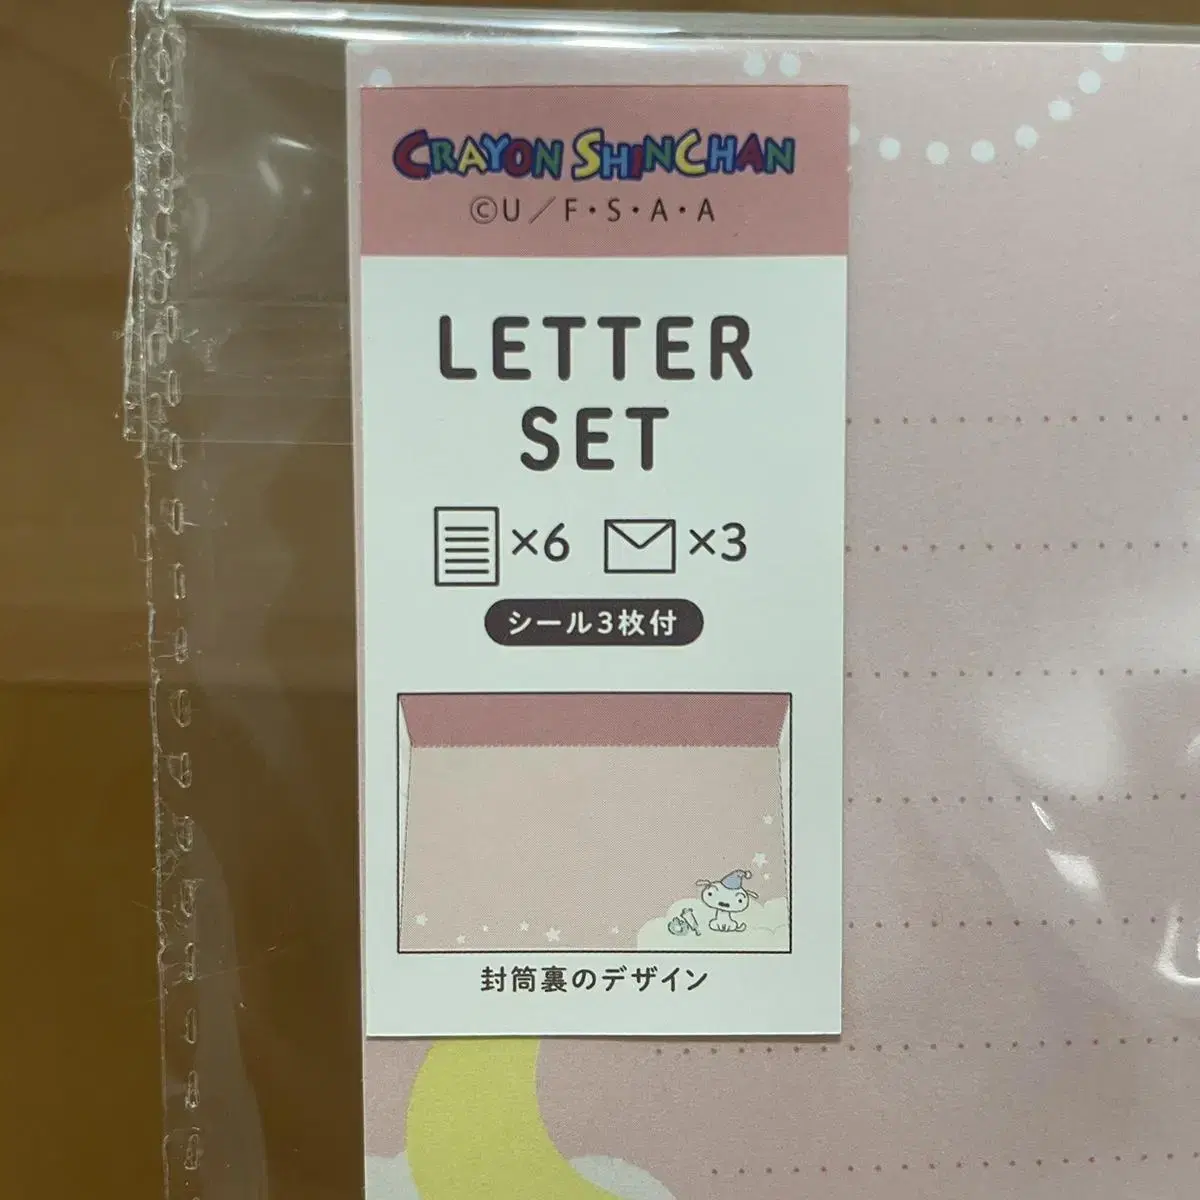 CRAYON SHINCHAN
©U／F・S・A・A
LETTER
SET
×6 ×3
シール3枚付
封筒裏のデザイン